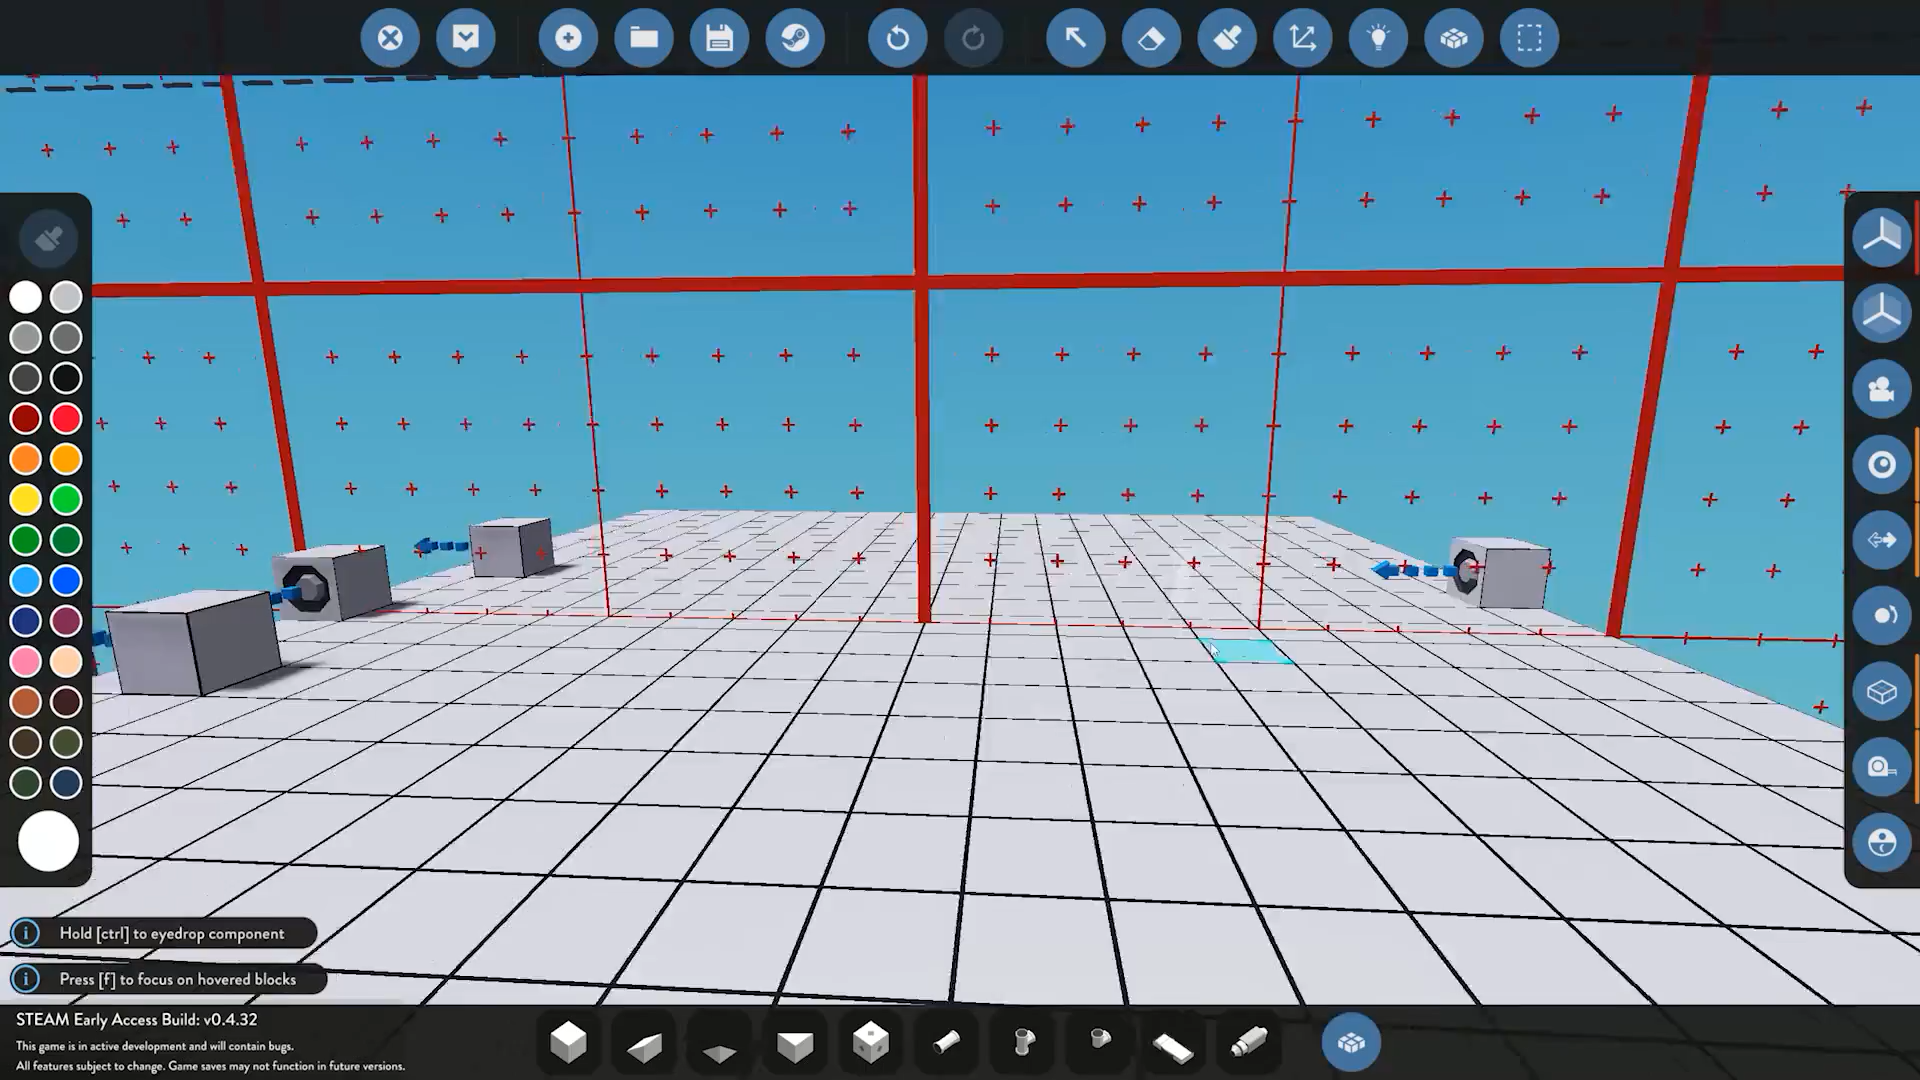 Hold [ctrl] to eyedrop component
Press [f] to focus on hovered blocks
STEAM Early Access Build: v0.4.32
This game is in active development and will contain bugs.
All features subject to change. Game saves may not function in future versions.